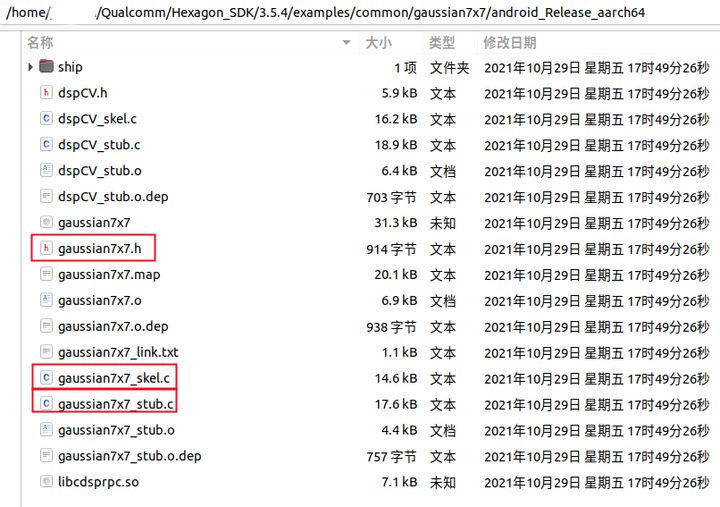 /home/ /Qualcomm/Hexagon_SDK/3.5.4/examples/common/gaussian7x7/android_Release_aarch64
名称 大小 类型 修改日期
ship 1 项 文件夹 2021年10月29日 星期五 17时49分26秒
dspCV.h 5.9 kB 文本 2021年10月29日 星期五 17时49分26秒
dspCV_skel.c 16.2 kB 文本 2021年10月29日 星期五 17时49分26秒
dspCV_stub.c 18.9 kB 文本 2021年10月29日 星期五 17时49分26秒
dspCV_stub.o 6.4 kB 文档 2021年10月29日 星期五 17时49分26秒
dspCV_stub.o.dep 703 字节 文本 2021年10月29日 星期五 17时49分26秒
gaussian7x7 31.3 kB 未知 2021年10月29日 星期五 17时49分26秒
gaussian7x7.h 914 字节 文本 2021年10月29日 星期五 17时49分26秒
gaussian7x7.map 20.1 kB 文本 2021年10月29日 星期五 17时49分26秒
gaussian7x7.o 6.9 kB 文档 2021年10月29日 星期五 17时49分26秒
gaussian7x7.o.dep 938 字节 文本 2021年10月29日 星期五 17时49分26秒
gaussian7x7_link.txt 1.1 kB 文本 2021年10月29日 星期五 17时49分26秒
gaussian7x7_skel.c 14.6 kB 文本 2021年10月29日 星期五 17时49分26秒
gaussian7x7_stub.c 17.6 kB 文本 2021年10月29日 星期五 17时49分26秒
gaussian7x7_stub.o 4.4 kB 文档 2021年10月29日 星期五 17时49分26秒
gaussian7x7_stub.o.dep 757 字节 文本 2021年10月29日 星期五 17时49分26秒
libcdsprpc.so 7.1 kB 未知 2021年10月29日 星期五 17时49分26秒